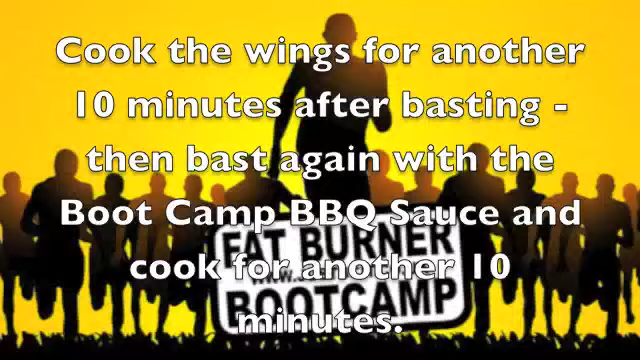 Cook the wings for another
10 minutes after basting -
then bast again with the
Boot Camp BBQ Sauce and
cook for another 10
minutes.
FAT BURNER
www.
BOOTCAMP